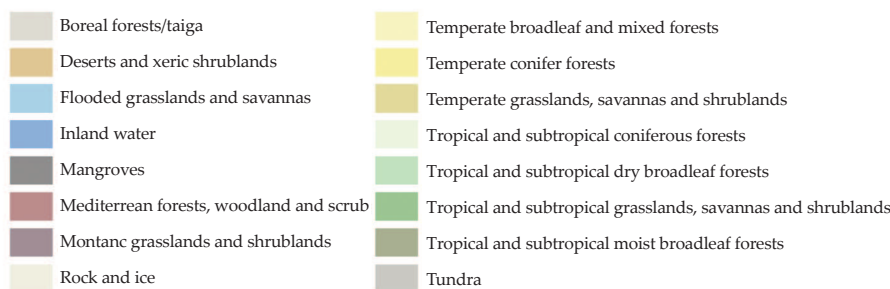 Boreal forests/taiga
Deserts and xeric shrublands
Flooded grasslands and savannas
Inland water
Mangroves
Mediterrean forests, woodland and scrub
Montanc grasslands and shrublands
Rock and ice
Temperate broadleaf and mixed forests
Temperate conifer forests
Temperate grasslands, savannas and shrublands
Tropical and subtropical coniferous forests
Tropical and subtropical dry broadleaf forests
Tropical and subtropical grasslands, savannas and shrublands
Tropical and subtropical moist broadleaf forests
Tundra